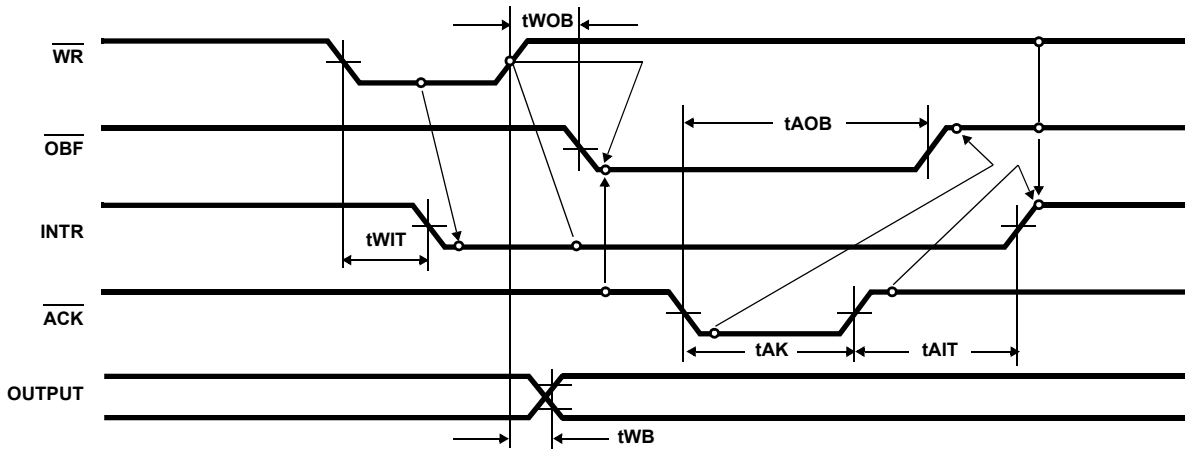 tWOB
WR
OBF
tAOB
INTR
tWIT
ACK
tAK
tAIT
OUTPUT
tWB